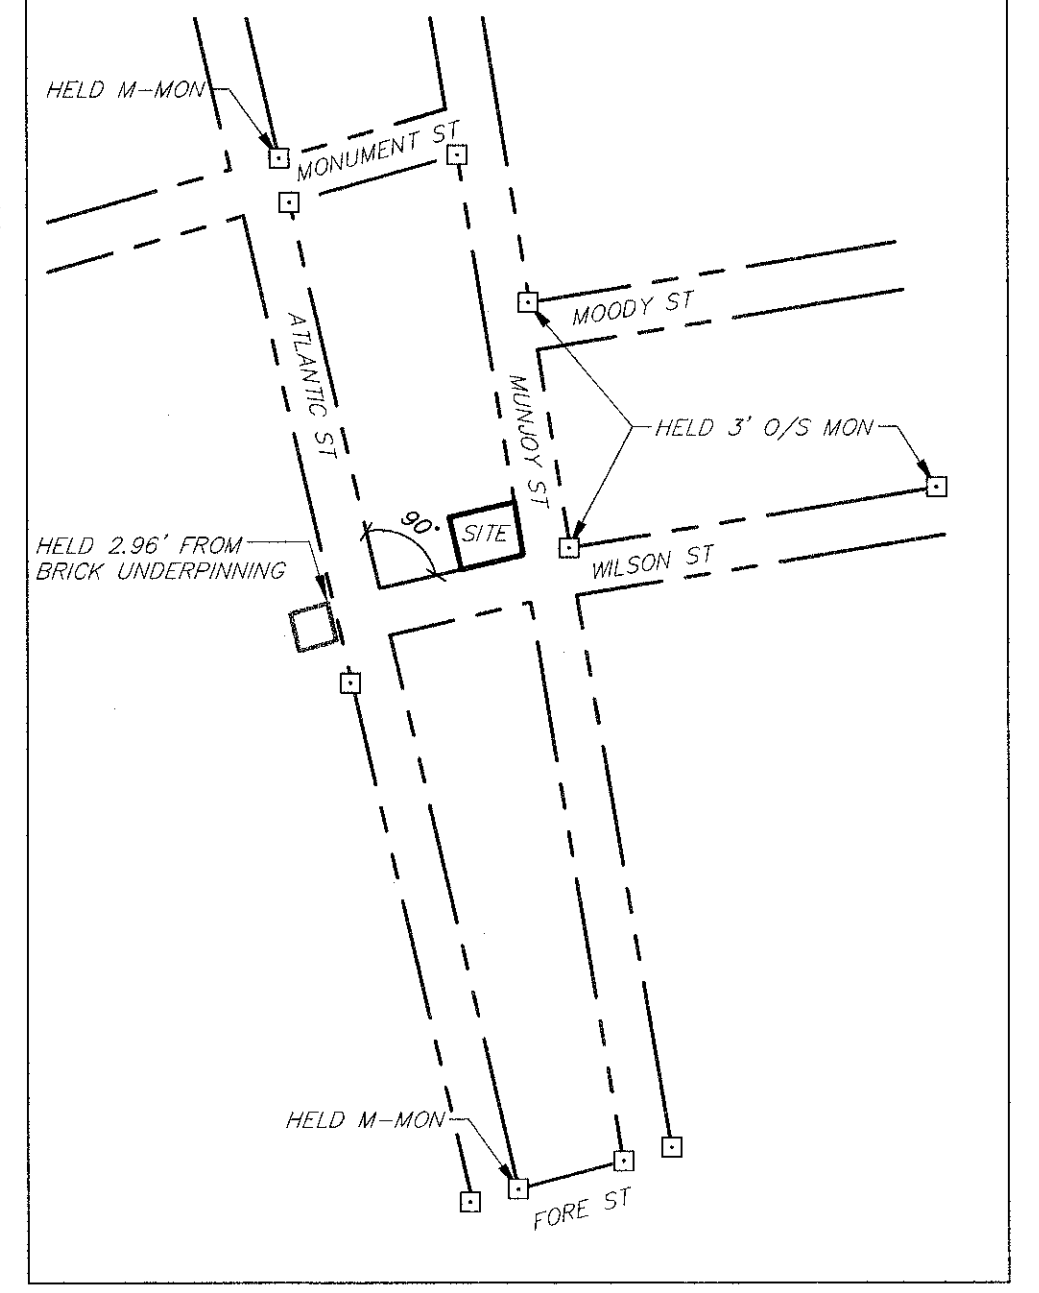 HELD M-MON
MONUMENT ST
MOODY ST
ATLANTIC ST
MUNJOY ST
HELD 3' O/S MON
90°
SITE
HELD 2.96' FROM
BRICK UNDERPINNING
WILSON ST
HELD M-MON
FORE ST